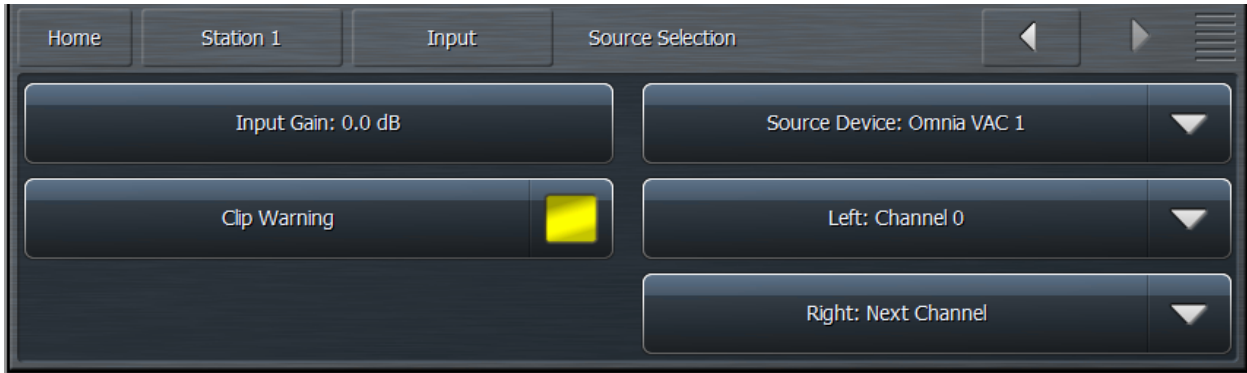 Home Station 1 Input Source Selection
Input Gain: 0.0 dB Source Device: Omnia VAC 1
Clip Warning Left: Channel 0
Right: Next Channel